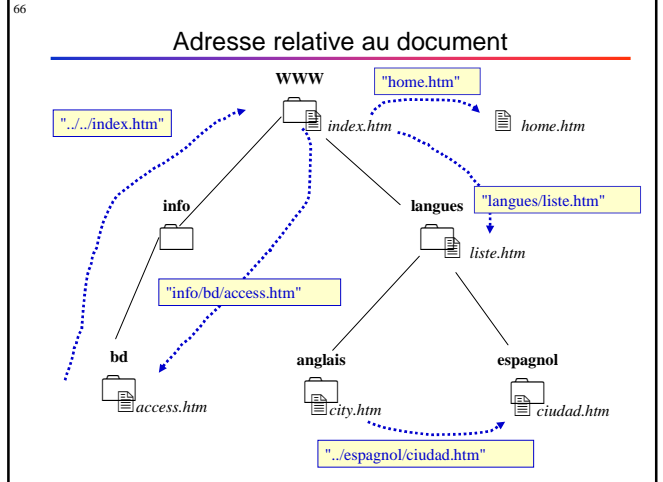 66
Adresse relative au document
WWW
"home.htm"
"../../index.htm"
index.htm
home.htm
info
langues
"langues/liste.htm"
liste.htm
"info/bd/access.htm"
bd
anglais
espagnol
access.htm
city.htm
ciudad.htm
"../espagnol/ciudad.htm"